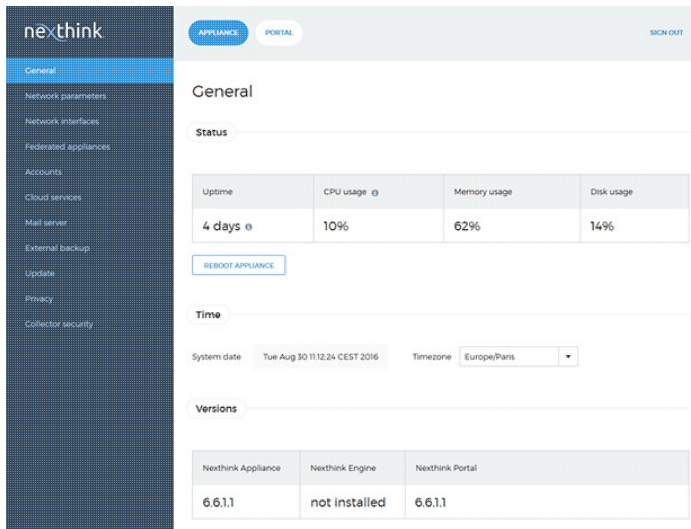 nexthink
APPLIANCE PORTAL SIGN OUT
General
Network parameters
Network interfaces
Federated appliances
Accounts
Cloud services
Mail server
External backup
Update
Privacy
Collector security
General
Status
Uptime CPU usage Memory usage Disk usage
4 days 10% 62% 14%
REBOOT APPLIANCE
Time
System date Tue Aug 30 11:12:24 CEST 2016 Timezone Europe/Paris
Versions
Nexthink Appliance Nexthink Engine Nexthink Portal
6.6.1.1 not installed 6.6.1.1